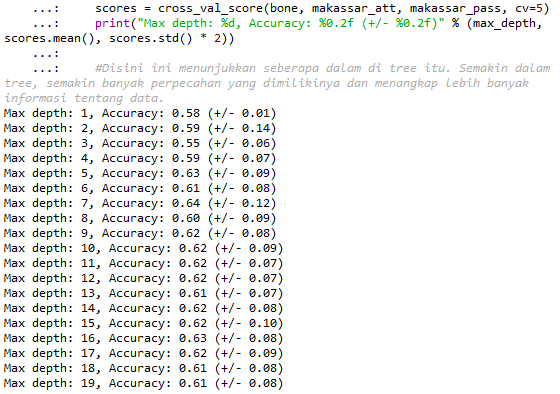 ...:     scores = cross_val_score(bone, makassar_att, makassar_pass, cv=5)
...:     print("Max depth: %d, Accuracy: %0.2f (+/- %0.2f)" % (max_depth,
scores.mean(), scores.std() * 2))
...:
...:     #Disini ini menunjukkan seberapa dalam di tree itu. Semakin dalam
tree, semakin banyak perpecahan yang dimilikinya dan menangkap lebih banyak
informasi tentang data.
Max depth: 1, Accuracy: 0.58 (+/- 0.01)
Max depth: 2, Accuracy: 0.59 (+/- 0.14)
Max depth: 3, Accuracy: 0.55 (+/- 0.06)
Max depth: 4, Accuracy: 0.59 (+/- 0.07)
Max depth: 5, Accuracy: 0.63 (+/- 0.09)
Max depth: 6, Accuracy: 0.61 (+/- 0.08)
Max depth: 7, Accuracy: 0.64 (+/- 0.12)
Max depth: 8, Accuracy: 0.60 (+/- 0.09)
Max depth: 9, Accuracy: 0.62 (+/- 0.08)
Max depth: 10, Accuracy: 0.62 (+/- 0.09)
Max depth: 11, Accuracy: 0.62 (+/- 0.07)
Max depth: 12, Accuracy: 0.62 (+/- 0.07)
Max depth: 13, Accuracy: 0.61 (+/- 0.07)
Max depth: 14, Accuracy: 0.62 (+/- 0.08)
Max depth: 15, Accuracy: 0.62 (+/- 0.10)
Max depth: 16, Accuracy: 0.63 (+/- 0.08)
Max depth: 17, Accuracy: 0.62 (+/- 0.09)
Max depth: 18, Accuracy: 0.61 (+/- 0.08)
Max depth: 19, Accuracy: 0.61 (+/- 0.08)